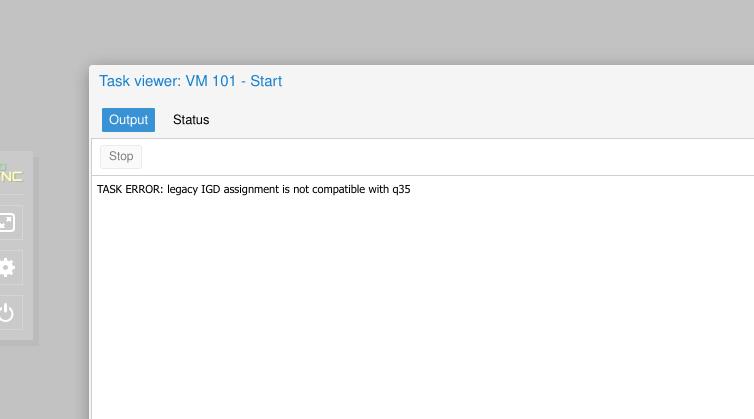 Task viewer: VM 101 - Start
Output Status
Stop
NC
TASK ERROR: legacy IGD assignment is not compatible with q35